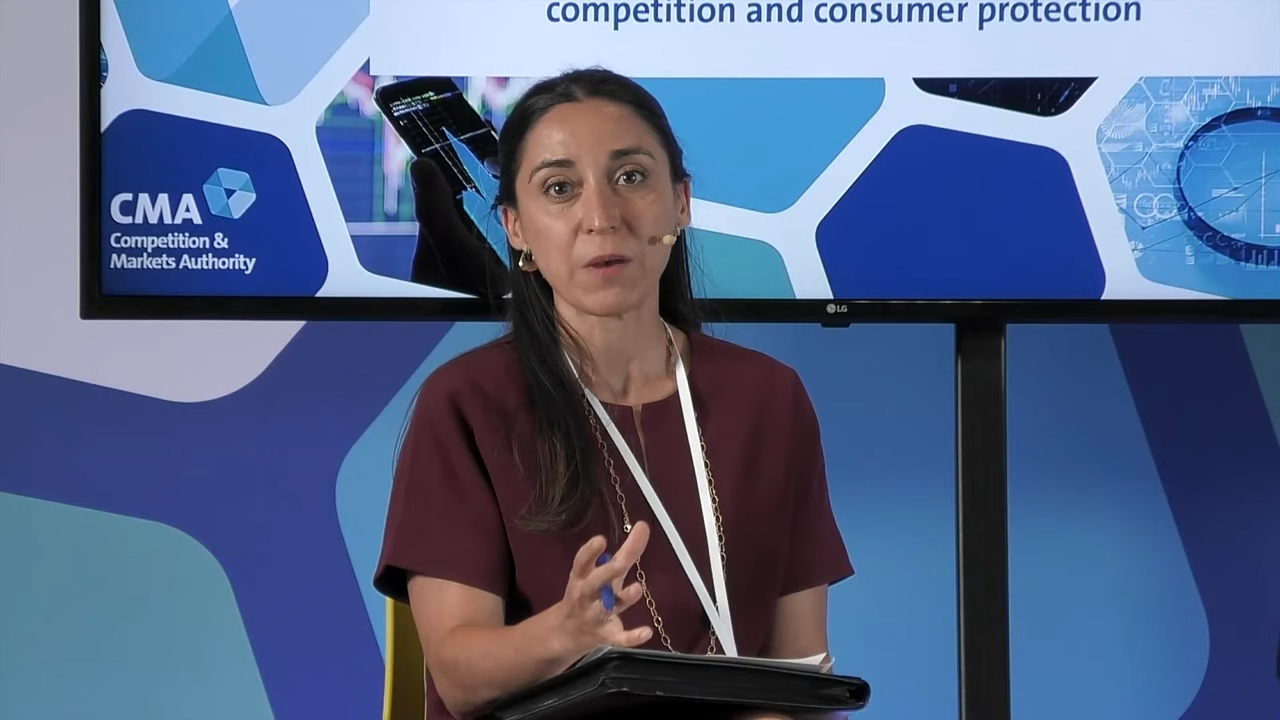 competition and consumer protection
CMA
Competition &
Markets Authority
LG